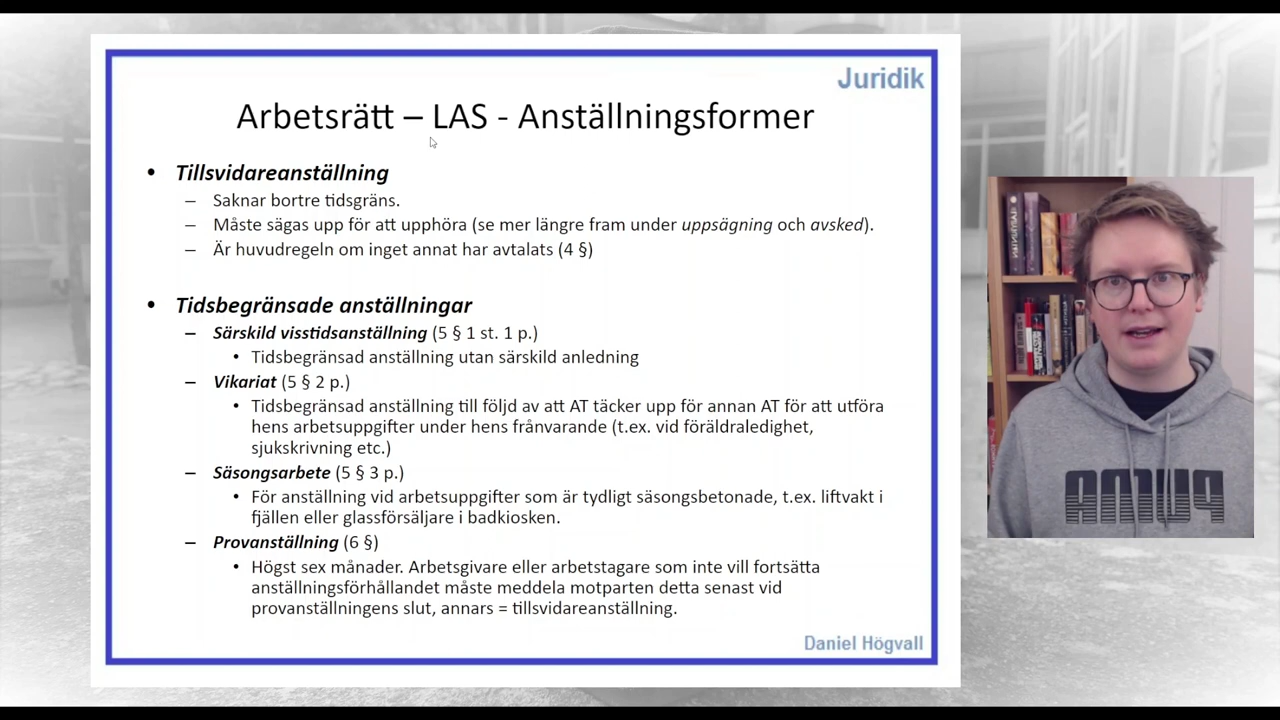 Juridik
Arbetsrätt – LAS - Anställningsformer
• Tillsvidareanställning
– Saknar bortre tidsgräns.
– Måste sägas upp för att upphöra (se mer längre fram under uppsägning och avsked).
– Är huvudregeln om inget annat har avtalats (4 §)
• Tidsbegränsade anställningar
– Särskild visstidsanställning (5 § 1 st. 1 p.)
• Tidsbegränsad anställning utan särskild anledning
– Vikariat (5 § 2 p.)
• Tidsbegränsad anställning till följd av att AT täcker upp för annan AT för att utföra
hens arbetsuppgifter under hens frånvarande (t.ex. vid föräldraledighet,
sjukskrivning etc.)
– Säsongsarbete (5 § 3 p.)
• För anställning vid arbetsuppgifter som är tydligt säsongsbetonade, t.ex. liftvakt i
fjällen eller glassförsäljare i badkiosken.
– Provanställning (6 §)
• Högst sex månader. Arbetsgivare eller arbetstagare som inte vill fortsätta
anställningsförhållandet måste meddela motparten detta senast vid
provanställningens slut, annars = tillsvidareanställning.
Daniel Högvall